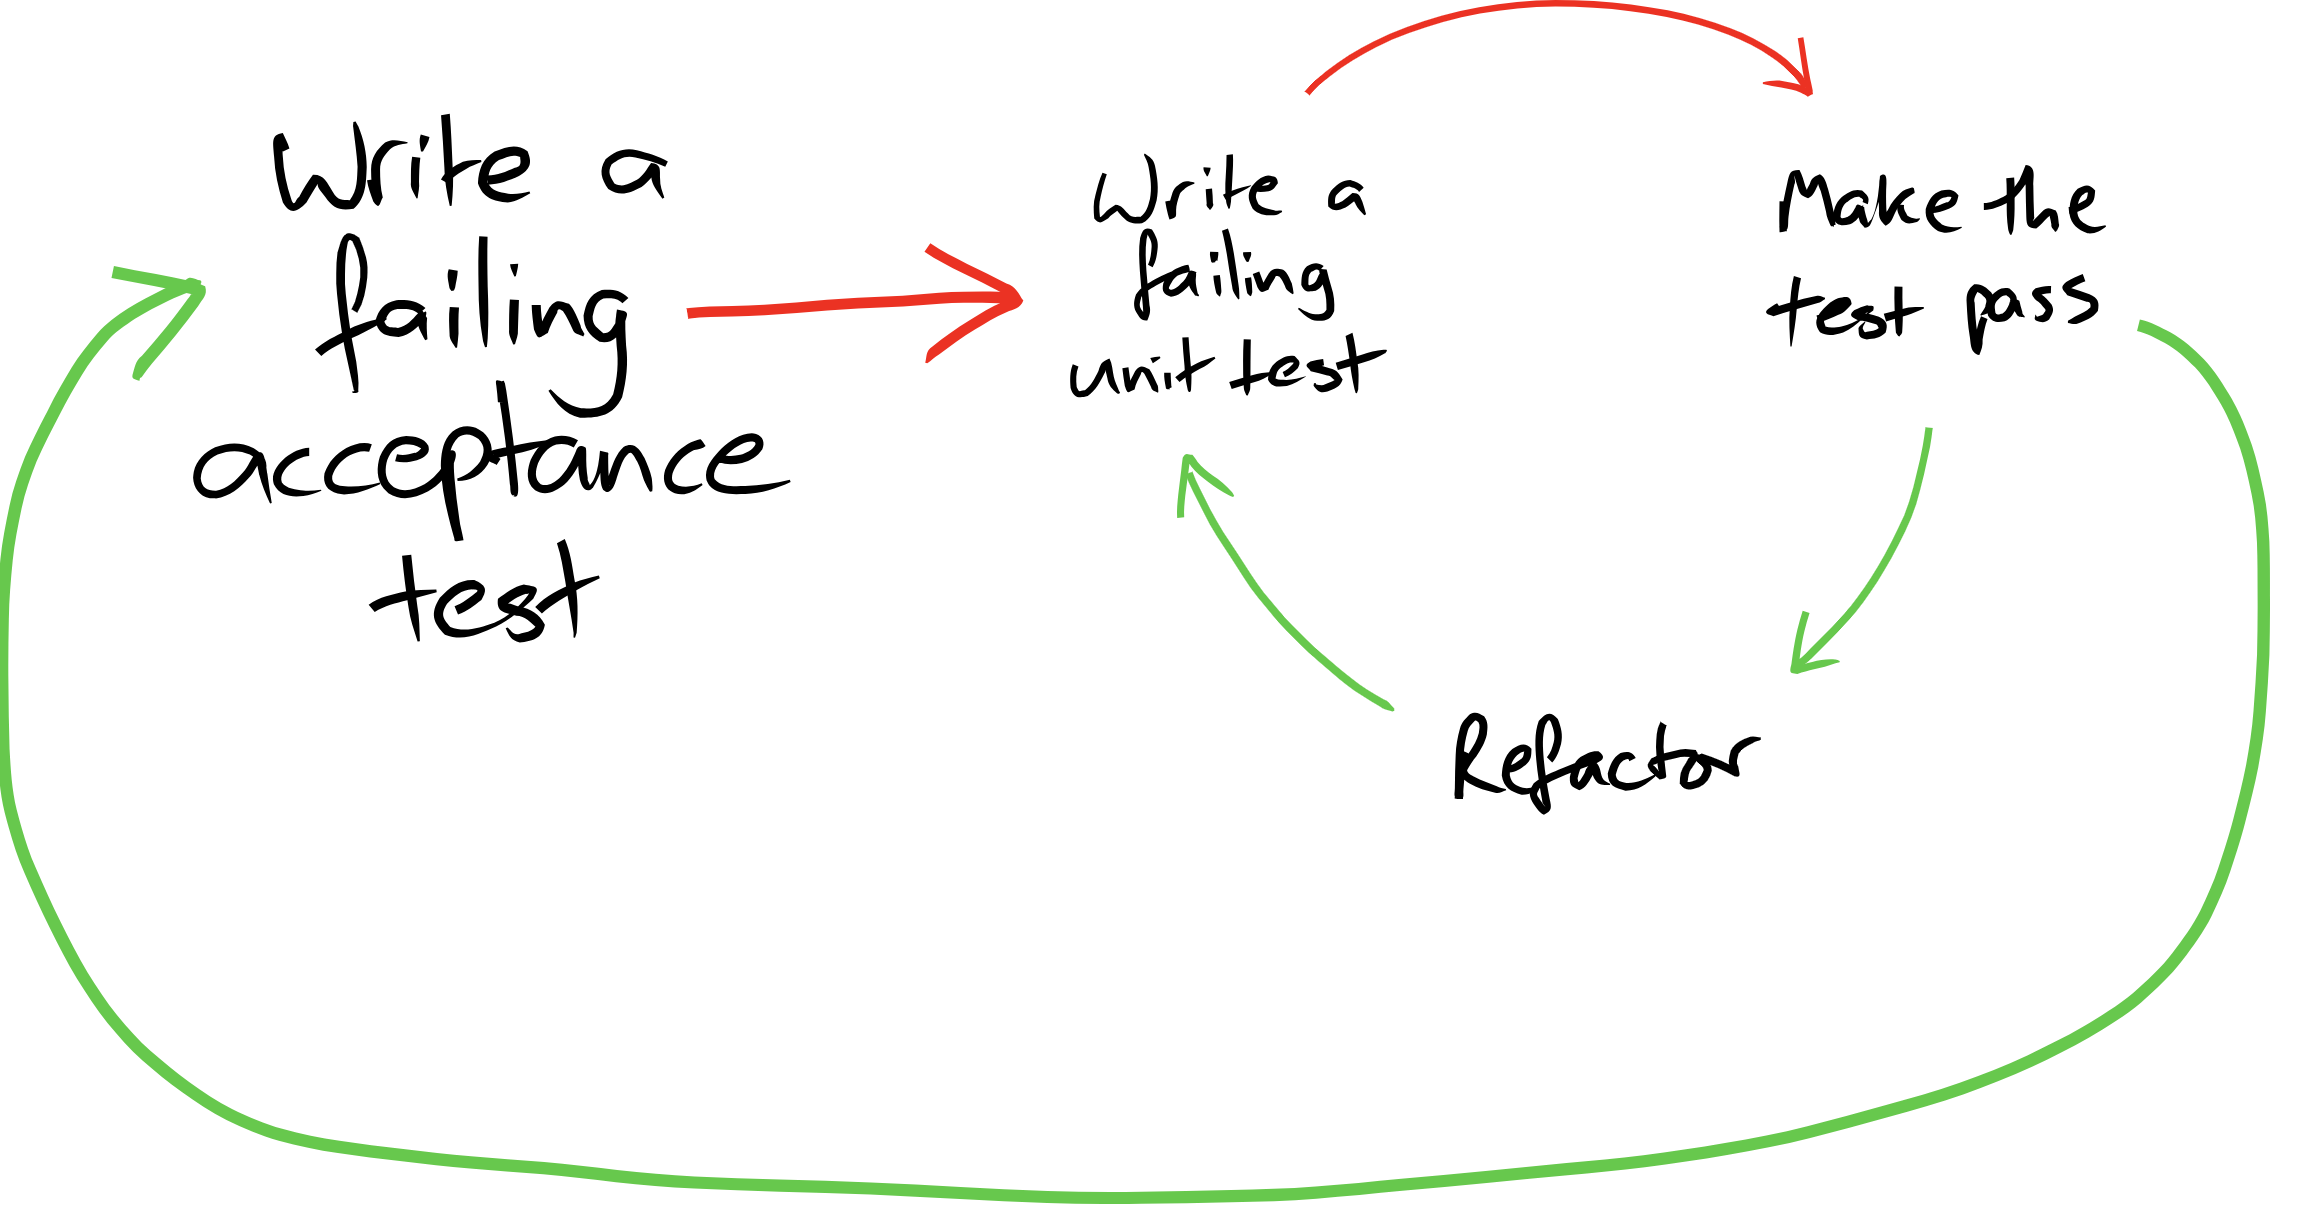 Write a
failing
acceptance
test
Write a
failing
unit test
Make the
test pass
Refactor